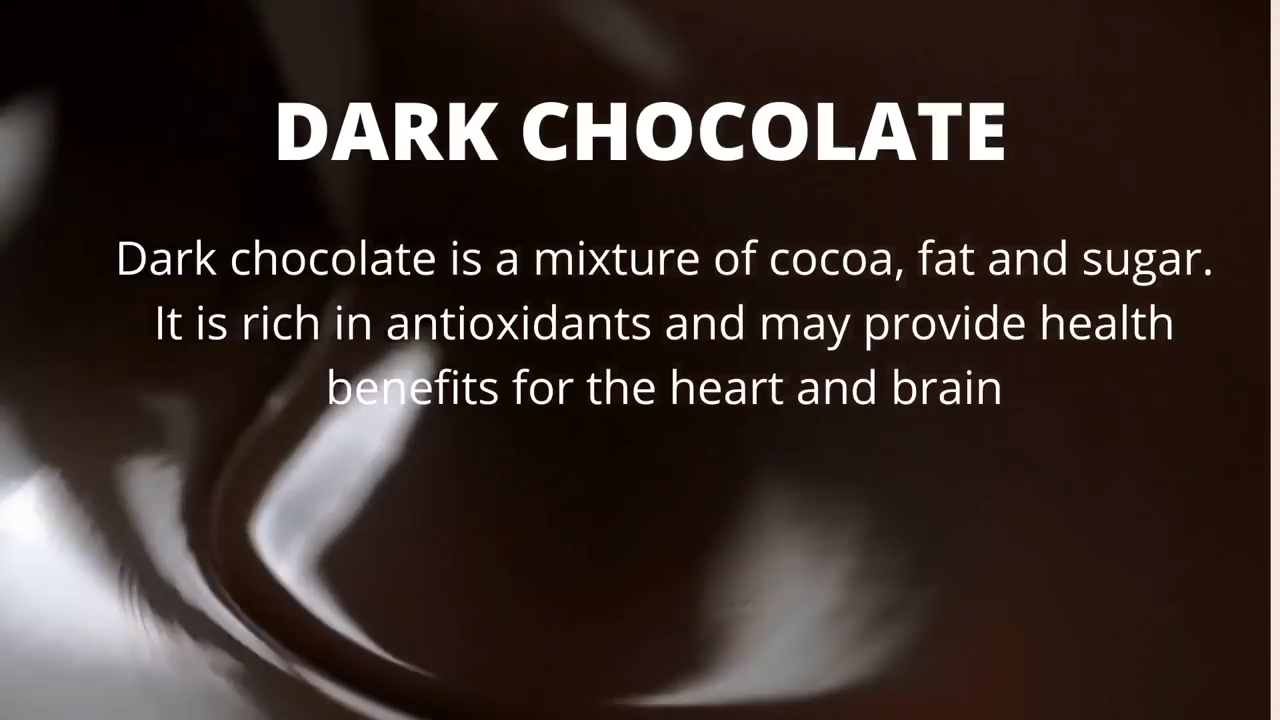 DARK CHOCOLATE
Dark chocolate is a mixture of cocoa, fat and sugar.
It is rich in antioxidants and may provide health
benefits for the heart and brain